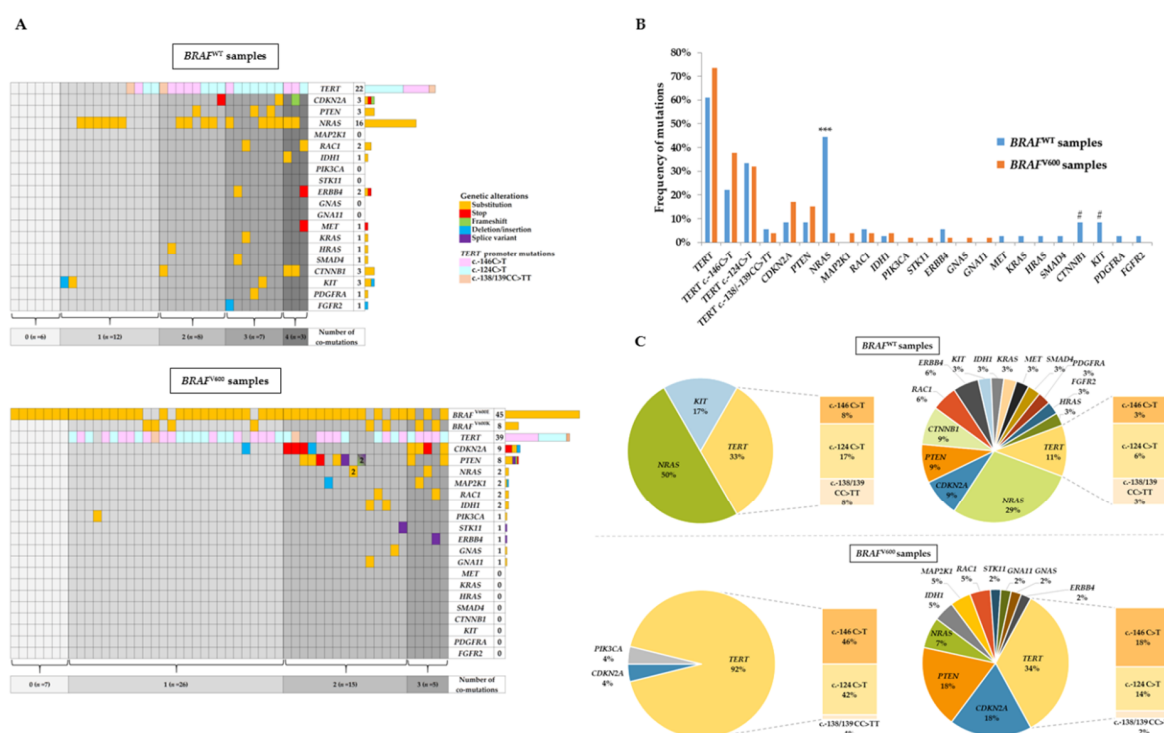 A
BRAFWT samples
TERT 22
CDKN2A 3
PTEN 3
NRAS 16
MAP2K1 0
RAC1 2
IDH1 1
PIK3CA 0
STK11 0
ERBB4 2
GNAS 0
GNA11 0
MET 1
KRAS 1
HRAS 1
SMAD4 1
CTNNB1 3
KIT 3
PDGFRA 1
FGFR2 1
Genetic alterations
Substitution
Stop
Frameshift
Deletion/insertion
Splice variant
TERT promoter mutations
c.-146C>T
c.-124C>T
c.-138/139CC>TT
0 (n =6) 1 (n =12) 2 (n =8) 3 (n =7) 4 (n =3) Number of
co-mutations
BRAFV600 samples
BRAF V600E 45
BRAF V600K 8
TERT 39
CDKN2A 9
PTEN 8
2
NRAS 2
2
MAP2K1 2
RAC1 2
IDH1 2
PIK3CA 1
STK11 1
ERBB4 1
GNAS 1
GNA11 1
MET 0
KRAS 0
HRAS 0
SMAD4 0
CTNNB1 0
KIT 0
PDGFRA 0
FGFR2 0
0 (n =7) 1 (n =26) 2 (n =15) 3 (n =5) Number of
co-mutations
B
Frequency of mutations
80%
70%
60%
50%
40%
30%
20%
10%
0%
***
#
#
BRAFWT samples
BRAFV600 samples
TERT
TERT c.-146C>T
TERT c.-124C>T
TERT c.-138/-139CC>TT
CDKN2A
PTEN
NRAS
MAP2K1
RAC1
IDH1
PIK3CA
STK11
ERBB4
GNAS
GNA11
MET
KRAS
HRAS
SMAD4
CTNNB1
KIT
PDGFRA
FGFR2
C
BRAFWT samples
KIT
17%
TERT
33%
NRAS
50%
c.-146 C>T
8%
c.-124 C>T
17%
c.-138/139
CC>TT
8%
ERBB4
6%
KIT
3%
IDH1
3%
KRAS
3%
MET
3%
SMAD4
3%
PDGFRA
3%
FGFR2
3%
HRAS
3%
RAC1
6%
CTNNB1
9%
PTEN
9%
CDKN2A
9%
NRAS
29%
TERT
11%
c.-146 C>T
3%
c.-124 C>T
6%
c.-138/139
CC>TT
3%
BRAFV600 samples
PIK3CA
4%
CDKN2A
4%
TERT
92%
c.-146 C>T
46%
c.-124 C>T
42%
c.-138/139 CC>TT
MAP2K1
5%
RAC1
5%
STK11
2%
GNA11
2%
GNAS
2%
ERBB4
2%
IDH1
5%
NRAS
7%
PTEN
18%
CDKN2A
18%
TERT
34%
c.-146 C>T
18%
c.-124 C>T
14%
c.-138/139 CC>TT